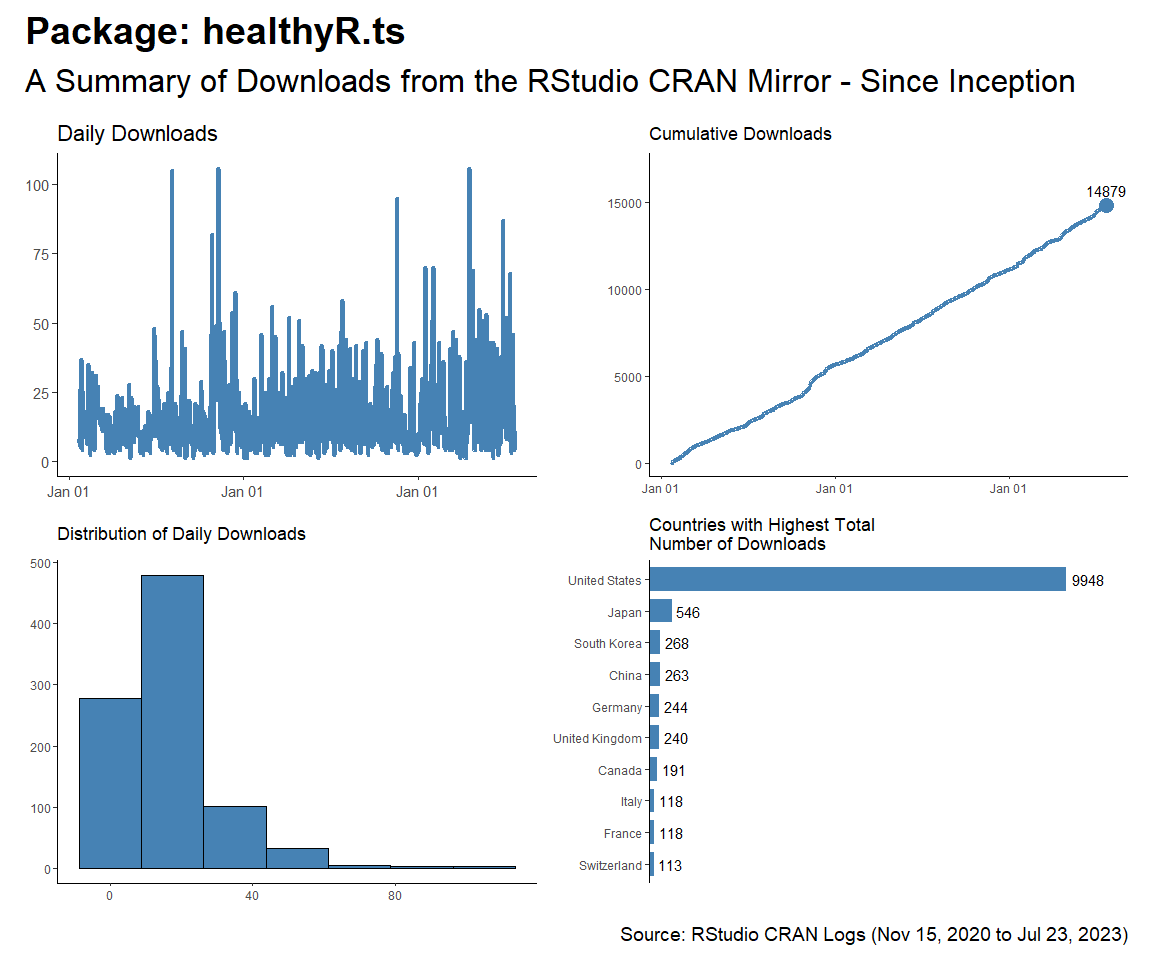 Package: healthyR.ts
A Summary of Downloads from the RStudio CRAN Mirror - Since Inception
Daily Downloads
100
75
50
25
0
Jan 01 Jan 01 Jan 01
Cumulative Downloads
14879
15000
10000
5000
0
Jan 01 Jan 01 Jan 01
Distribution of Daily Downloads
500
400
300
200
100
0
0 40 80
Countries with Highest Total
Number of Downloads
United States 9948
Japan 546
South Korea 268
China 263
Germany 244
United Kingdom 240
Canada 191
Italy 118
France 118
Switzerland 113
Source: RStudio CRAN Logs (Nov 15, 2020 to Jul 23, 2023)